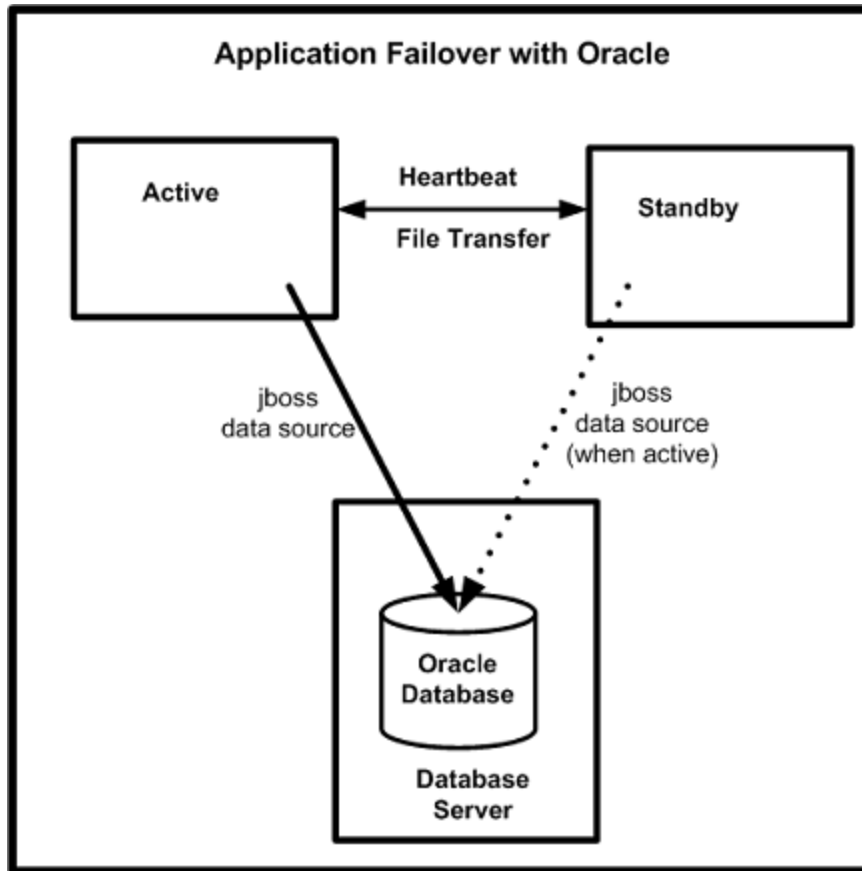 Application Failover with Oracle
Active
Heartbeat
File Transfer
Standby
jboss
data source
jboss
data source
(when active)
Oracle
Database
Database
Server